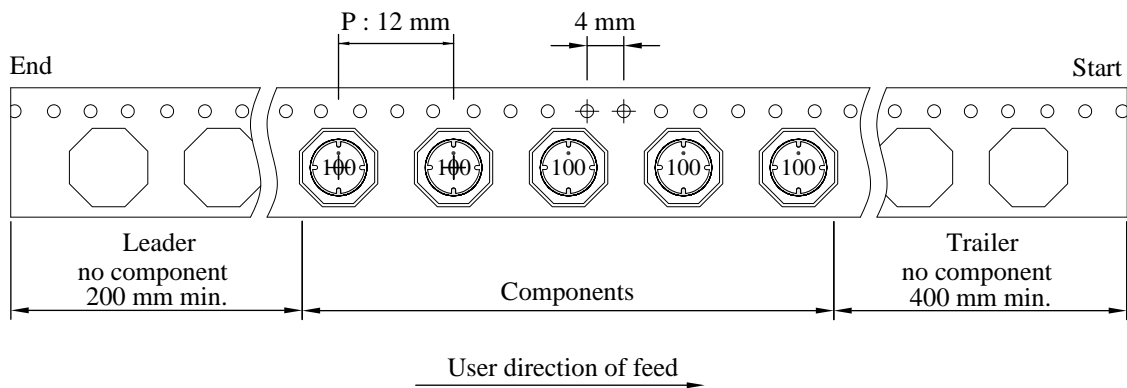 P : 12 mm
4 mm
End
Start
100
100
100
100
100
Leader
no component
200 mm min.
Components
Trailer
no component
400 mm min.
User direction of feed